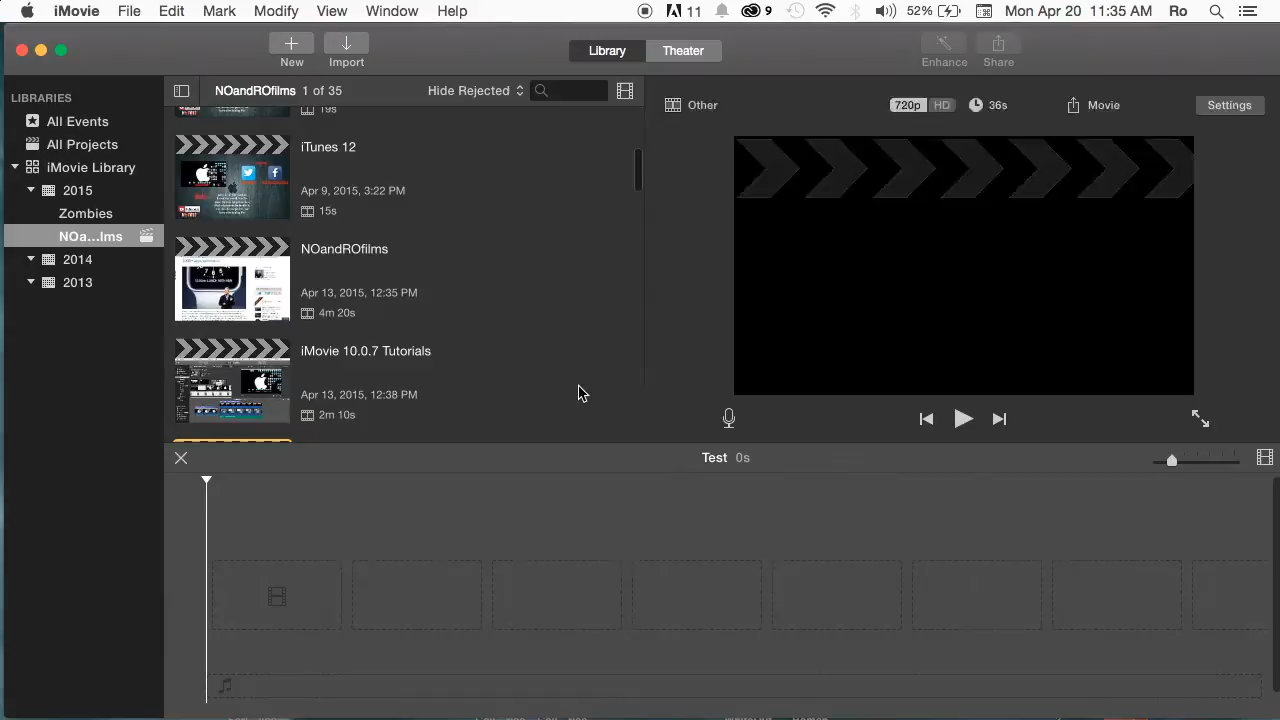 iMovie File Edit Mark Modify View Window Help 11 9 52% Mon Apr 20 11:35 AM Ro
New Import Library Theater Enhance Share
LIBRARIES
All Events
All Projects
iMovie Library
2015
Zombies
NOa...lms
2014
2013
NOandROfilms 1 of 35 Hide Rejected
19s
iTunes 12
Apr 9, 2015, 3:22 PM
15s
NOandROfilms
Apr 13, 2015, 12:35 PM
4m 20s
iMovie 10.0.7 Tutorials
Apr 13, 2015, 12:38 PM
2m 10s
Other 720p HD 36s Movie Settings
Test 0s